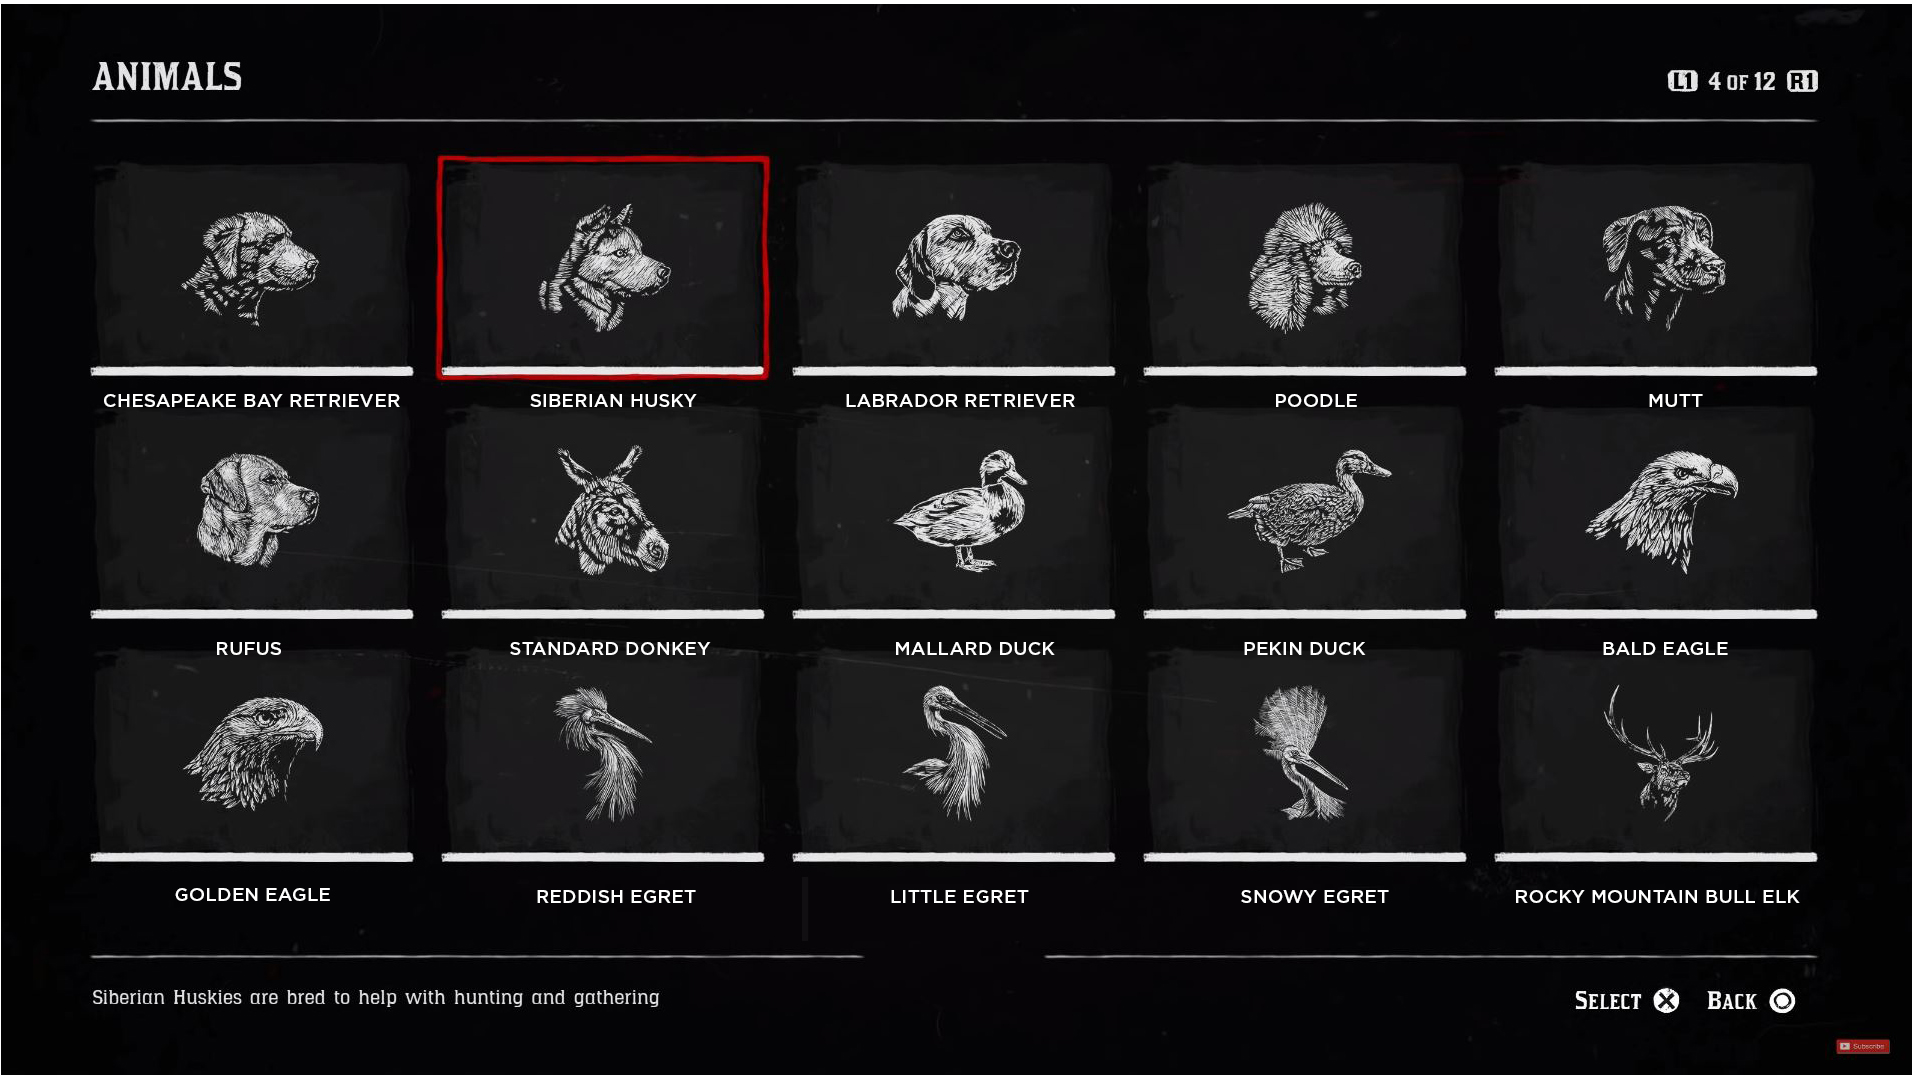 ANIMALS
L1 4 OF 12 R1
CHESAPEAKE BAY RETRIEVER
SIBERIAN HUSKY
LABRADOR RETRIEVER
POODLE
MUTT
RUFUS
STANDARD DONKEY
MALLARD DUCK
PEKIN DUCK
BALD EAGLE
GOLDEN EAGLE
REDDISH EGRET
LITTLE EGRET
SNOWY EGRET
ROCKY MOUNTAIN BULL ELK
Siberian Huskies are bred to help with hunting and gathering
SELECT BACK
Subscribe